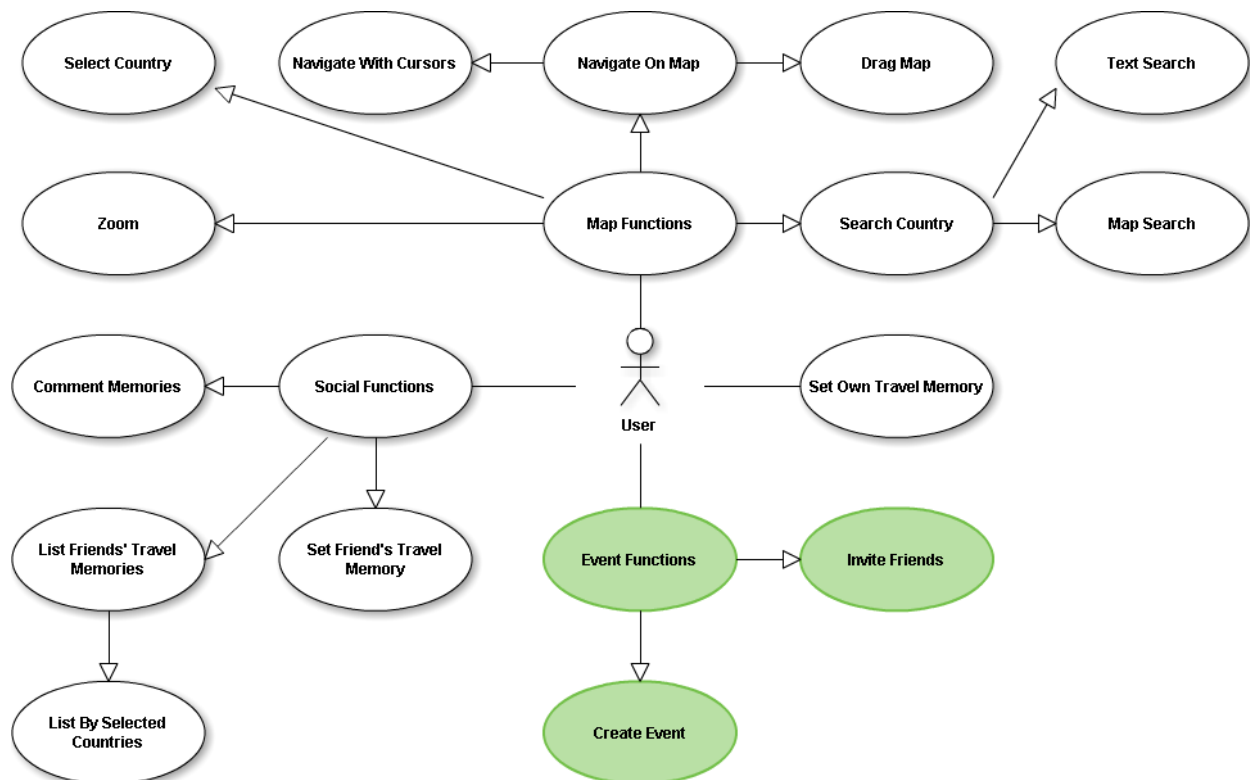 Select Country
Navigate With Cursors
Navigate On Map
Drag Map
Text Search
Zoom
Map Functions
Search Country
Map Search
Comment Memories
Social Functions
User
Set Own Travel Memory
List Friends' Travel
Memories
Set Friend's Travel
Memory
Event Functions
Invite Friends
List By Selected
Countries
Create Event